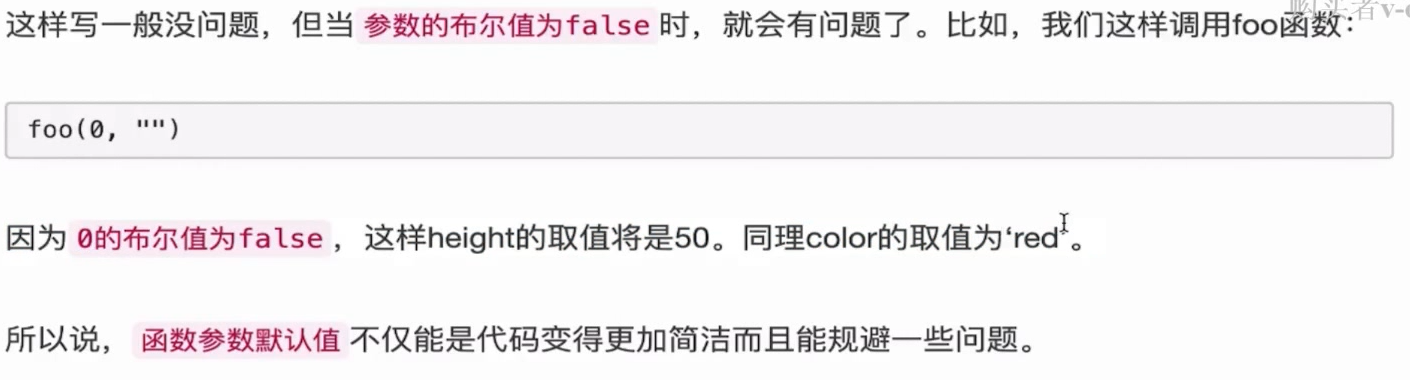 这样写一般没问题，但当 参数的布尔值为false 时，就会有问题了。比如，我们这样调用foo函数：
foo(0, "")
因为 0的布尔值为false ，这样height的取值将是50。同理color的取值为‘red’。
所以说， 函数参数默认值 不仅能是代码变得更加简洁而且能规避一些问题。